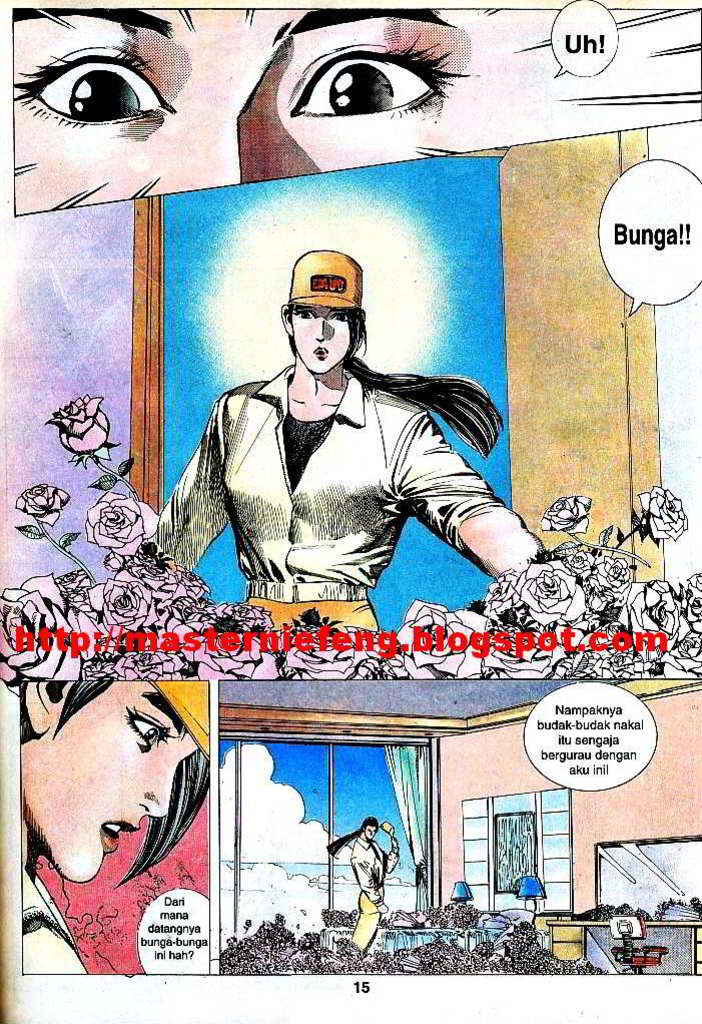 Uh!
Bunga!!
http://masterniefeng.blogspot.com
Dari
mana
datangnya
bunga-bunga
ini hah?
Nampaknya
budak-budak nakal
itu sengaja
bergurau dengan
aku ini!
15